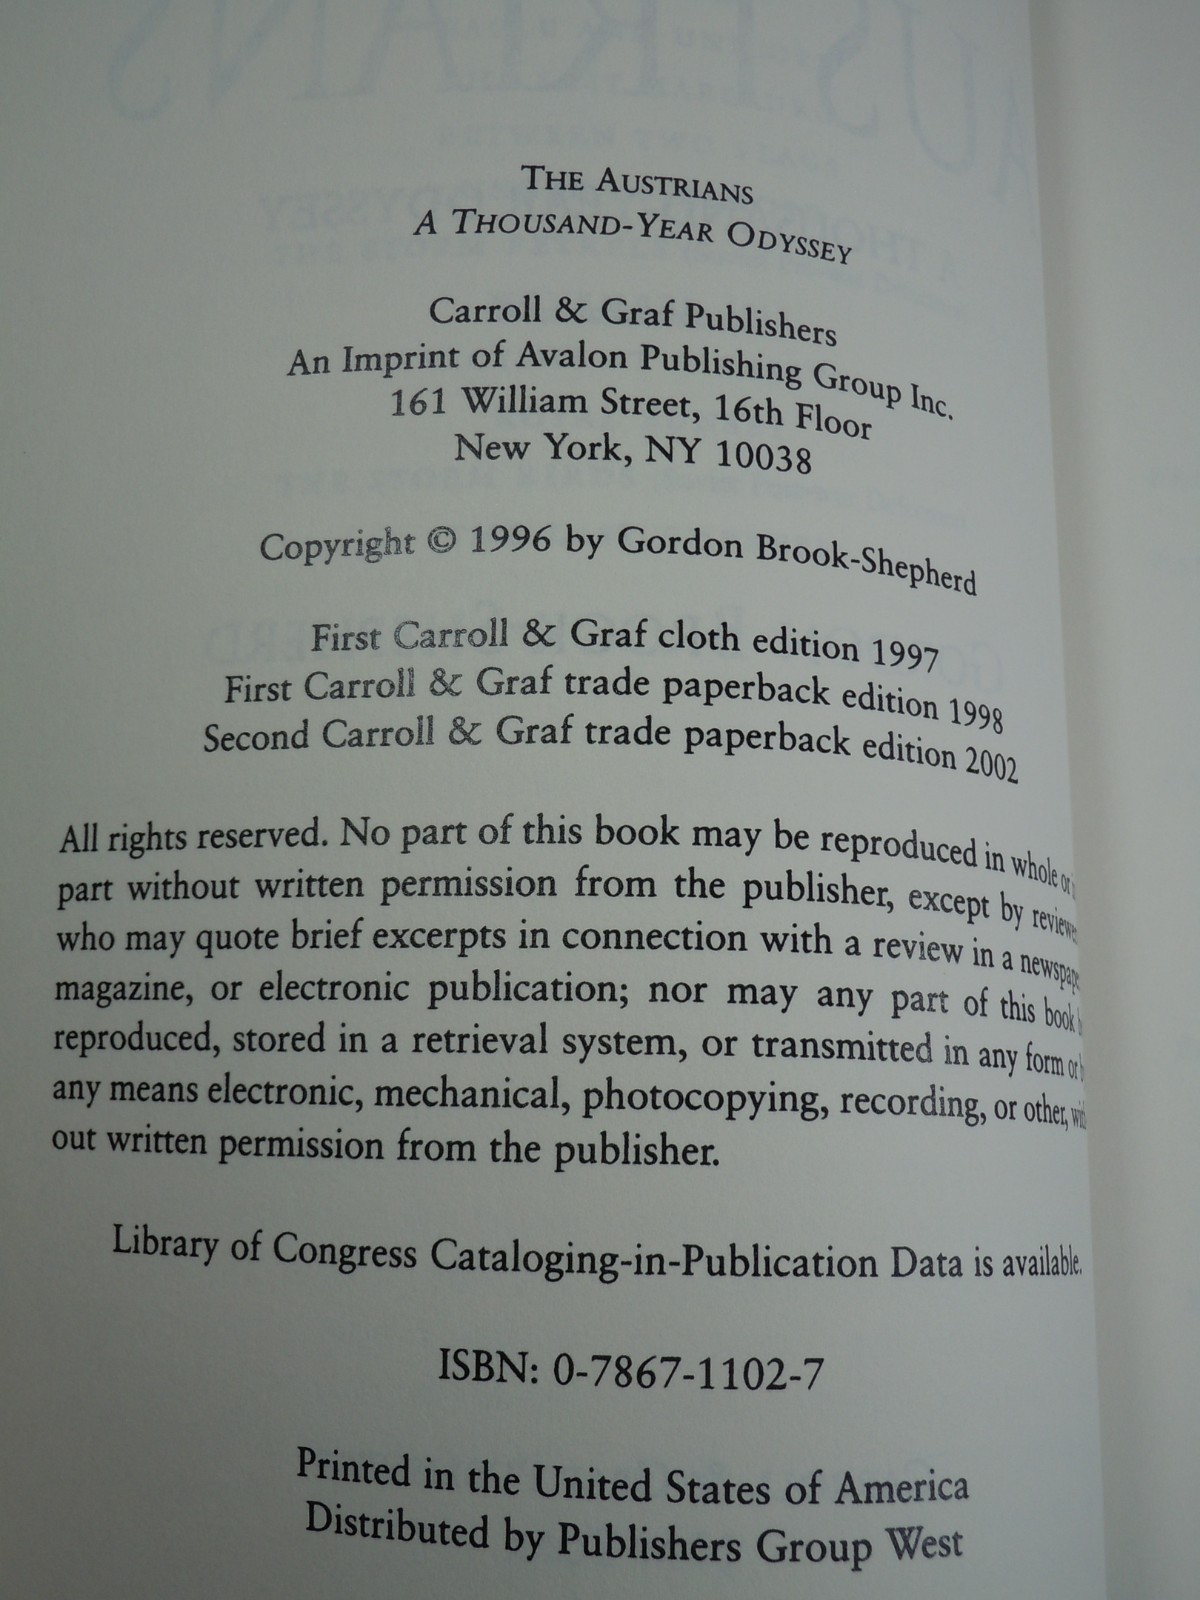 THE AUSTRIANS
A THOUSAND-YEAR ODYSSEY
Carroll & Graf Publishers
An Imprint of Avalon Publishing Group Inc.
161 William Street, 16th Floor
New York, NY 10038
Copyright © 1996 by Gordon Brook-Shepherd
First Carroll & Graf cloth edition 1997
First Carroll & Graf trade paperback edition 1998
Second Carroll & Graf trade paperback edition 2002
All rights reserved. No part of this book may be reproduced in whole or
part without written permission from the publisher, except by
who may quote brief excerpts in connection with a review in a
magazine, or electronic publication; nor may any part of this book
reproduced, stored in a retrieval system, or transmitted in any form or
any means electronic, mechanical, photocopying, recording, or other,
out written permission from the publisher.
Library of Congress Cataloging-in-Publication Data is available.
ISBN: 0-7867-1102-7
Printed in the United States of America
Distributed by Publishers Group West